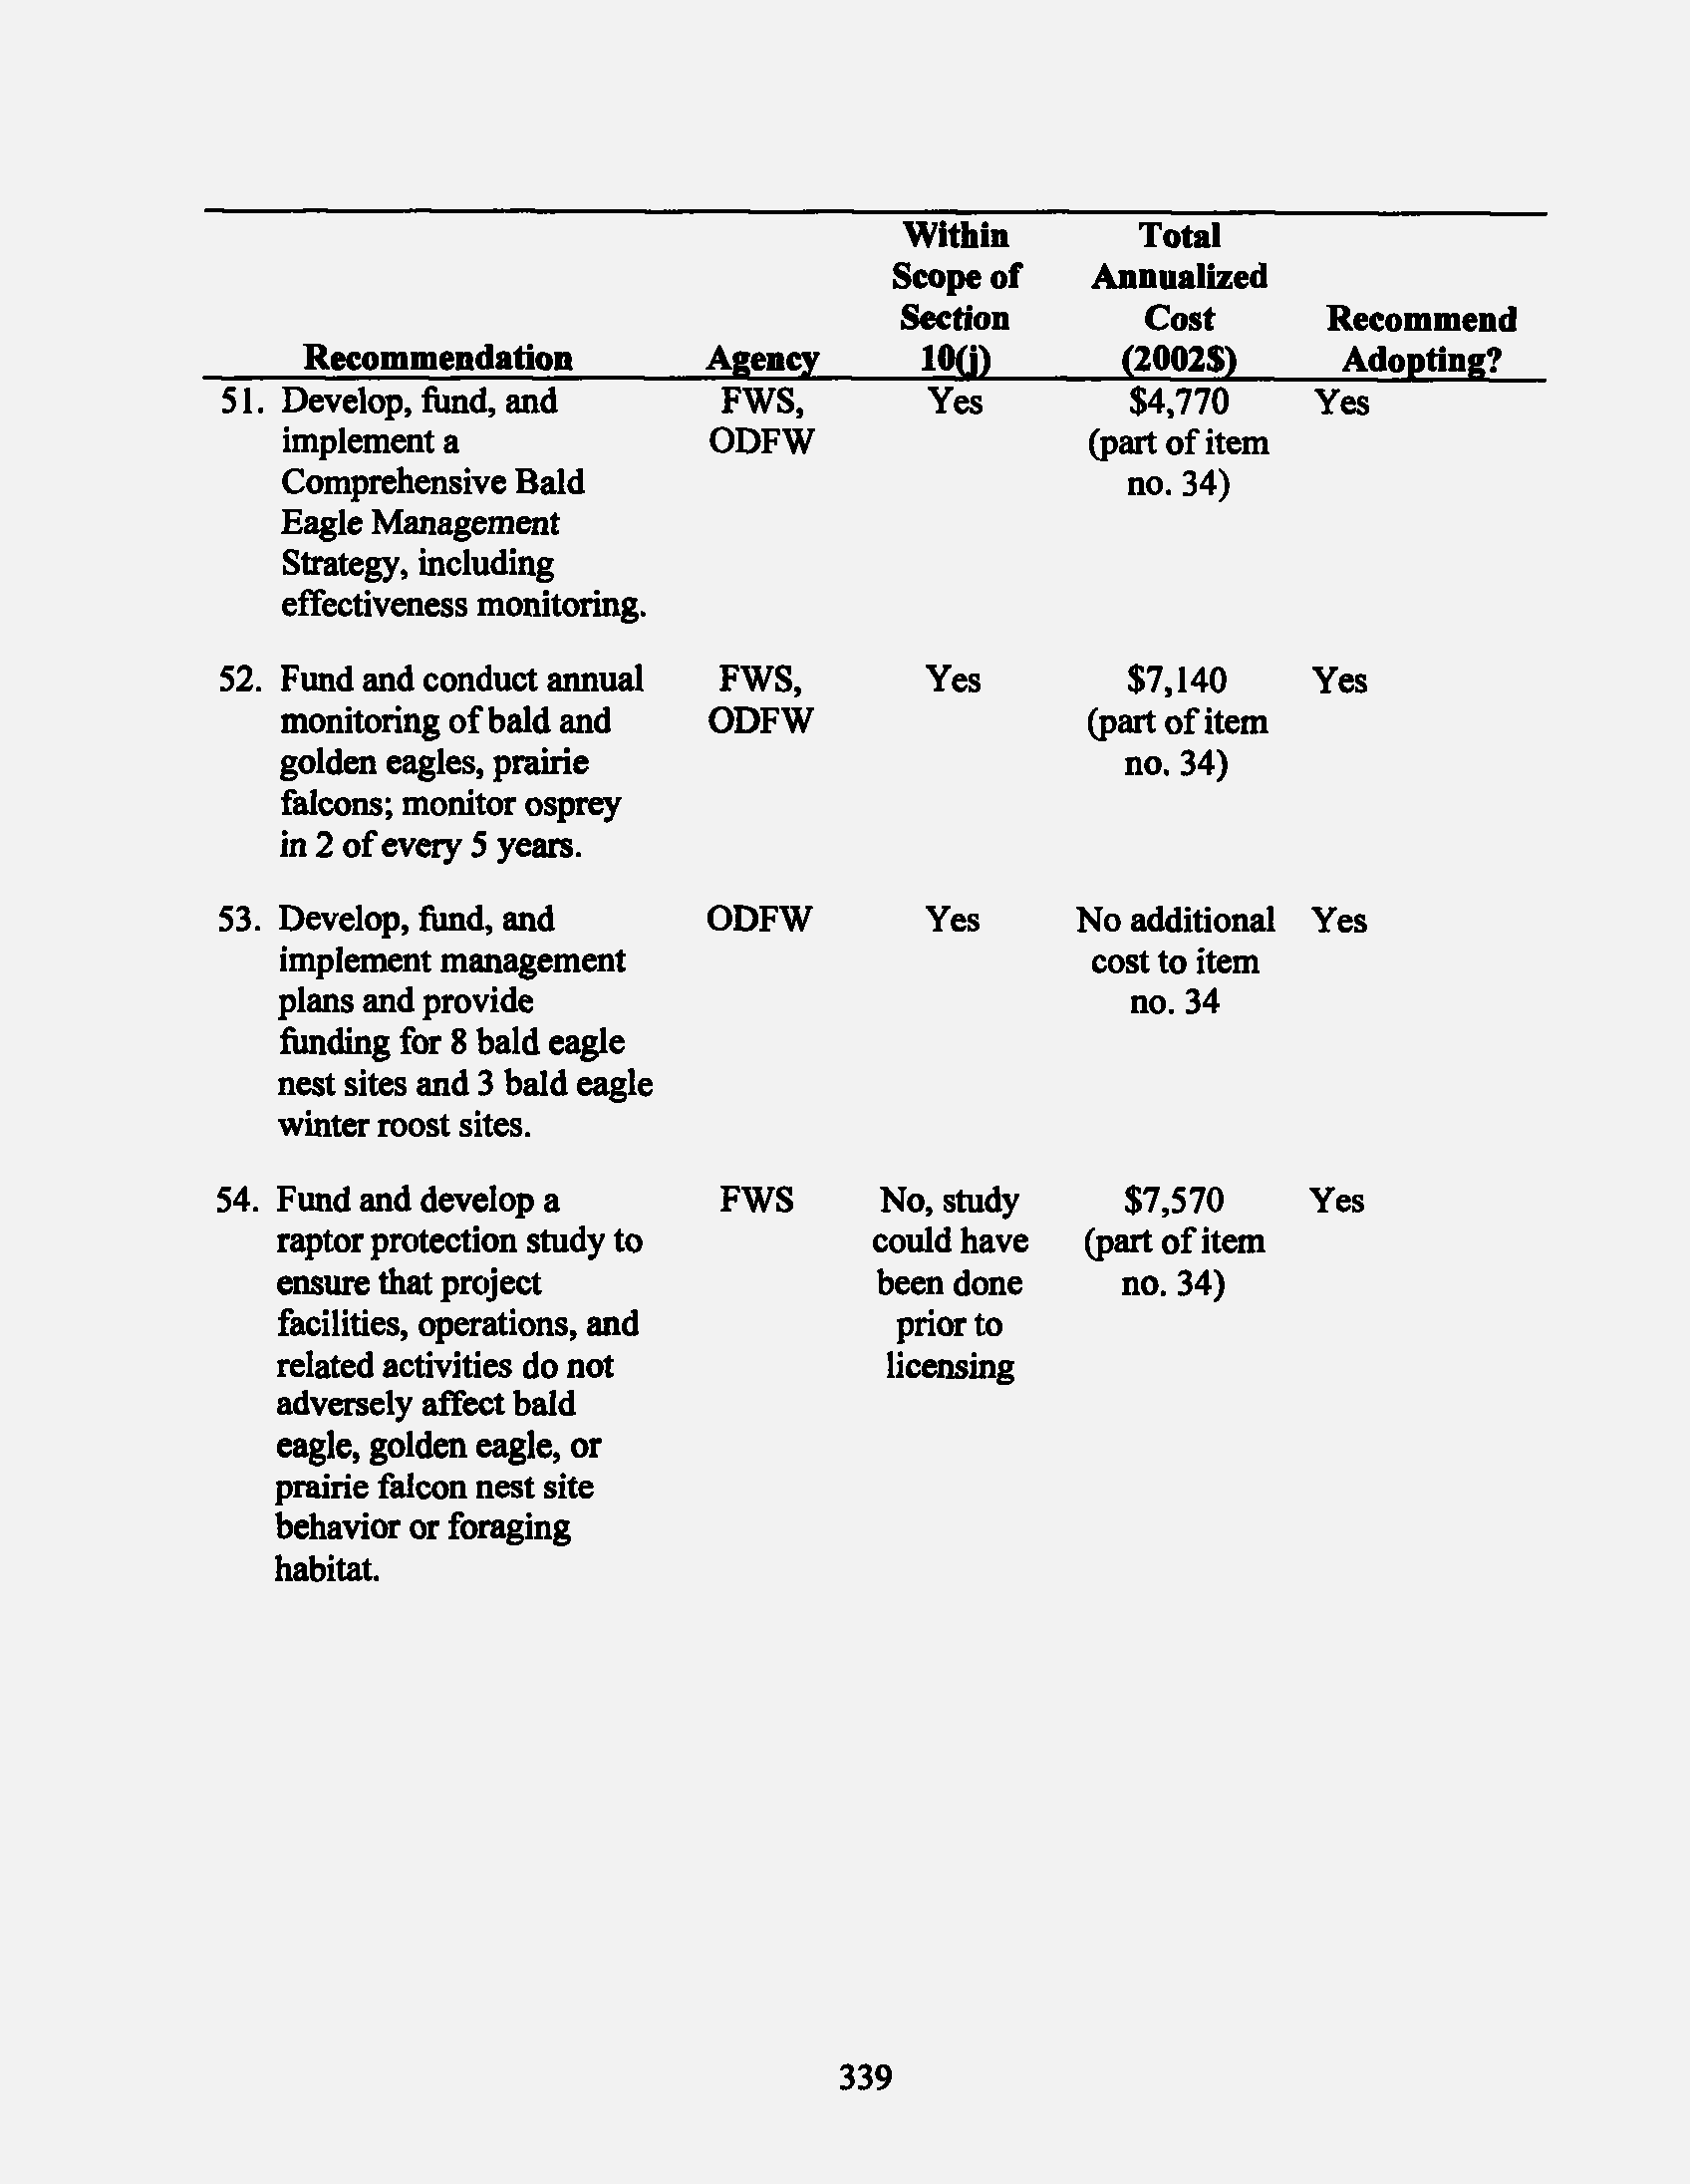 Within
Scope of
Section
10(j)
Total
Annualized
Cost
(2002$)
Recommend
Adopting?
Recommendation
Agency
51. Develop, fund, and
implement a
Comprehensive Bald
Eagle Management
Strategy, including
effectiveness monitoring.
FWS,
ODFW
Yes
$4,770
(part of item
no. 34)
Yes
52. Fund and conduct annual
monitoring of bald and
golden eagles, prairie
falcons; monitor osprey
in 2 of every 5 years.
FWS,
ODFW
Yes
$7,140
(part of item
no. 34)
Yes
53. Develop, fund, and
implement management
plans and provide
funding for 8 bald eagle
nest sites and 3 bald eagle
winter roost sites.
ODFW
Yes
No additional
cost to item
no. 34
Yes
54. Fund and develop a
raptor protection study to
ensure that project
facilities, operations, and
related activities do not
adversely affect bald
eagle, golden eagle, or
prairie falcon nest site
behavior or foraging
habitat.
FWS
No, study
could have
been done
prior to
licensing
$7,570
(part of item
no. 34)
Yes
339